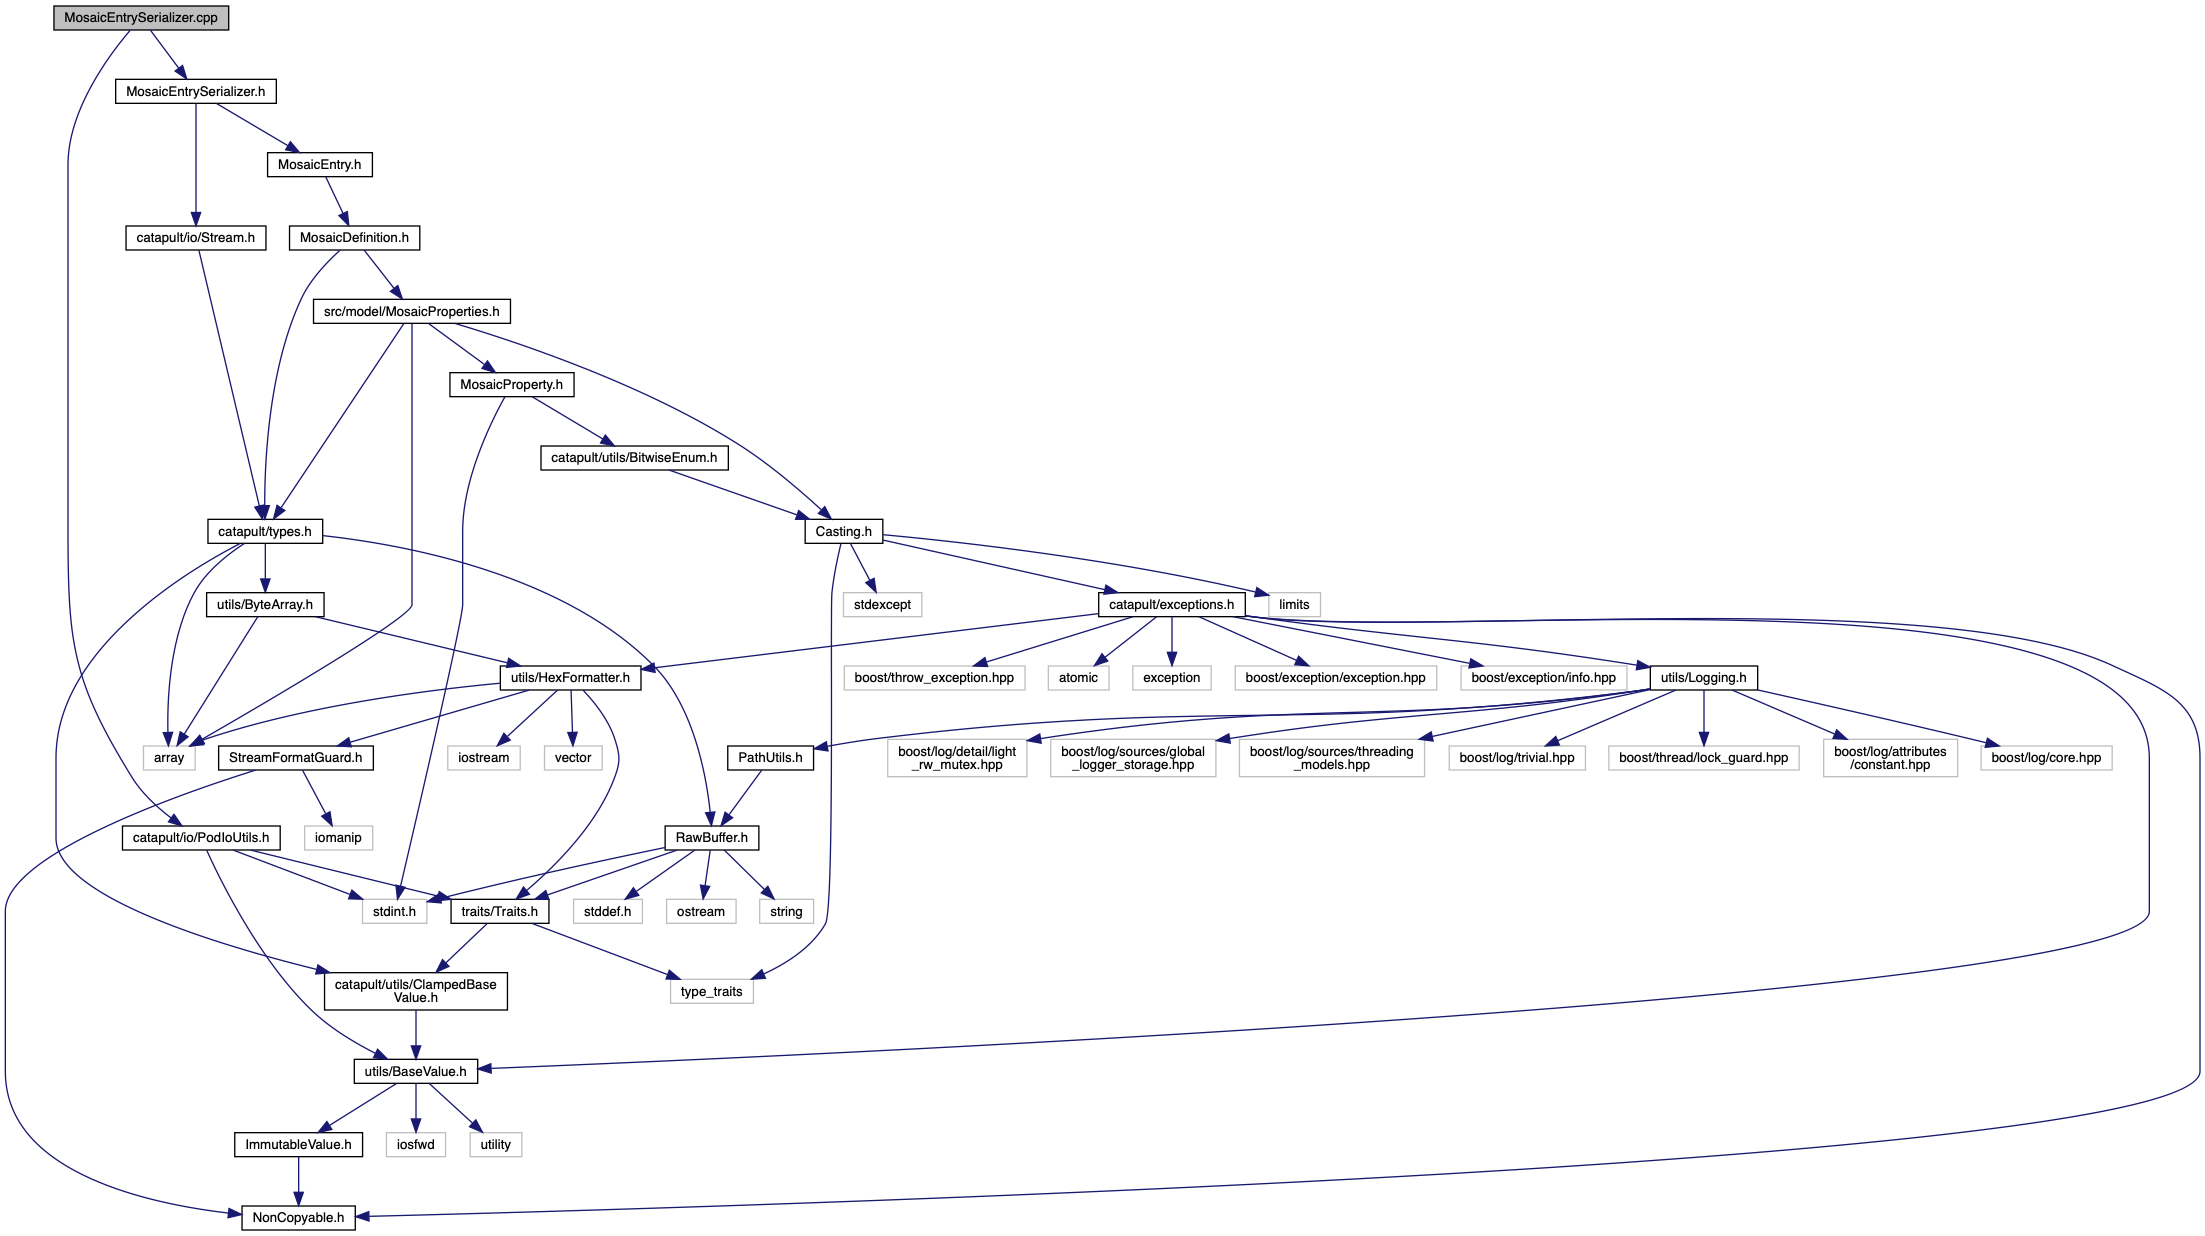 MosaicEntrySerializer.cpp
MosaicEntrySerializer.h
MosaicEntry.h
catapult/io/Stream.h
MosaicDefinition.h
src/model/MosaicProperties.h
MosaicProperty.h
catapult/utils/BitwiseEnum.h
catapult/types.h
Casting.h
utils/ByteArray.h
stdexcept
catapult/exceptions.h
limits
utils/HexFormatter.h
boost/throw_exception.hpp
atomic
exception
boost/exception/exception.hpp
boost/exception/info.hpp
utils/Logging.h
array
StreamFormatGuard.h
iostream
vector
PathUtils.h
boost/log/detail/light
_rw_mutex.hpp
boost/log/sources/global
_logger_storage.hpp
boost/log/sources/threading
_models.hpp
boost/log/trivial.hpp
boost/thread/lock_guard.hpp
boost/log/attributes
/constant.hpp
boost/log/core.hpp
catapult/io/PodIoUtils.h
iomanip
RawBuffer.h
stdint.h
traits/Traits.h
stddef.h
ostream
string
catapult/utils/ClampedBase
Value.h
type_traits
utils/BaseValue.h
ImmutableValue.h
iosfwd
utility
NonCopyable.h